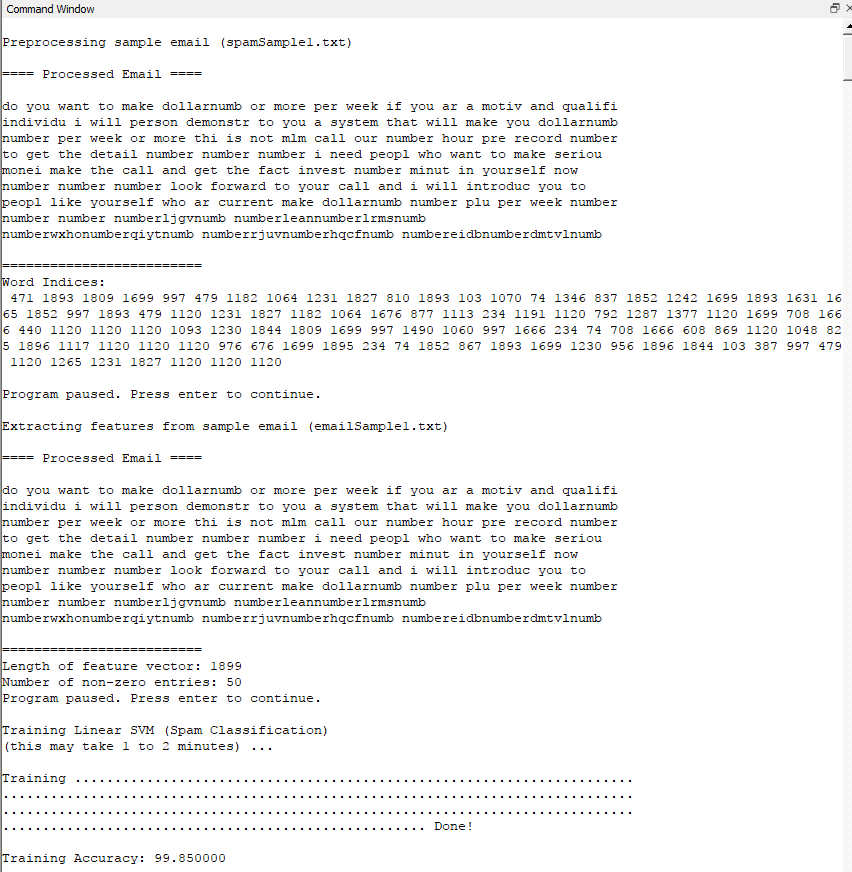 Command Window
Preprocessing sample email (spamSample1.txt)
==== Processed Email ====
do you want to make dollarnumb or more per week if you ar a motiv and qualifi
individu i will person demonstr to you a system that will make you dollarnumb
number per week or more thi is not mlm call our number hour pre record number
to get the detail number number number i need peopl who want to make seriou
monei make the call and get the fact invest number minut in yourself now
number number number look forward to your call and i will introduc you to
peopl like yourself who ar current make dollarnumb number plu per week number
number number numberljgvnumb numberleannumberlrmsnumb
numberwxhonumberqiytnumb numberrjuvnumberhqcfnumb numbereidbnumberdmtvlnumb
=========================
Word Indices:
471 1893 1809 1699 997 479 1182 1064 1231 1827 810 1893 103 1070 74 1346 837 1852 1242 1699 1893 1631 16
65 1852 997 1893 479 1120 1231 1827 1182 1064 1676 877 1113 234 1191 1120 792 1287 1377 1120 1699 708 166
6 440 1120 1120 1120 1093 1230 1844 1809 1699 997 1490 1060 997 1666 234 74 708 1666 608 869 1120 1048 82
5 1896 1117 1120 1120 1120 976 676 1699 1895 234 74 1852 867 1893 1699 1230 956 1896 1844 103 387 997 479
1120 1265 1231 1827 1120 1120 1120
Program paused. Press enter to continue.
Extracting features from sample email (emailSample1.txt)
==== Processed Email ====
do you want to make dollarnumb or more per week if you ar a motiv and qualifi
individu i will person demonstr to you a system that will make you dollarnumb
number per week or more thi is not mlm call our number hour pre record number
to get the detail number number number i need peopl who want to make seriou
monei make the call and get the fact invest number minut in yourself now
number number number look forward to your call and i will introduc you to
peopl like yourself who ar current make dollarnumb number plu per week number
number number numberljgvnumb numberleannumberlrmsnumb
numberwxhonumberqiytnumb numberrjuvnumberhqcfnumb numbereidbnumberdmtvlnumb
=========================
Length of feature vector: 1899
Number of non-zero entries: 50
Program paused. Press enter to continue.
Training Linear SVM (Spam Classification)
(this may take 1 to 2 minutes) ...
Training ......................................................................
...............................................................................
...............................................................................
..................................................... Done!
Training Accuracy: 99.850000